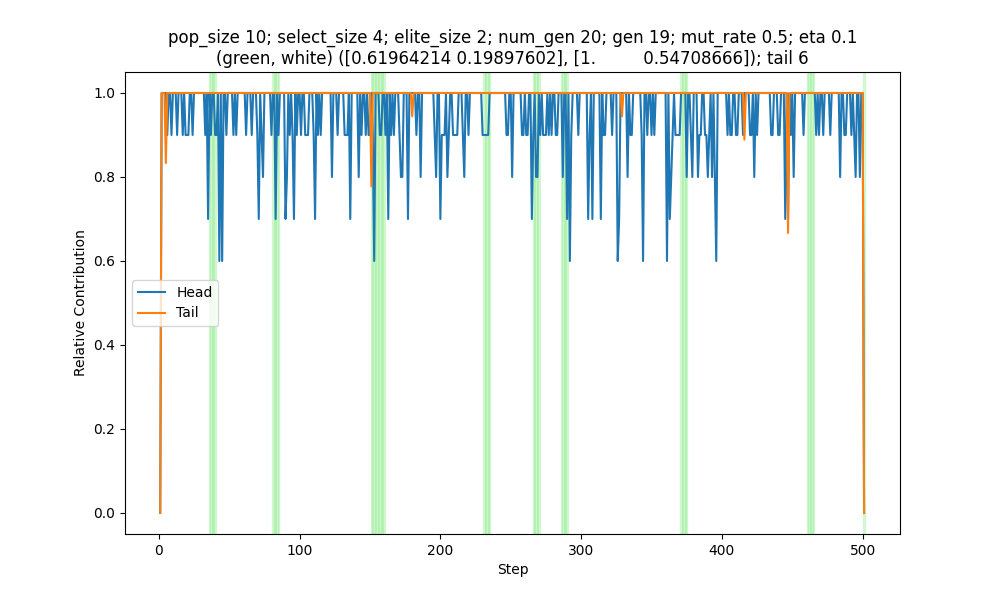 pop_size 10; select_size 4; elite_size 2; num_gen 20; gen 19; mut_rate 0.5; eta 0.1
(green, white) ([0.61964214 0.19897602], [1.         0.54708666]); tail 6
1.0
0.8
0.6
0.4
0.2
0.0
Relative Contribution
Head
Tail
0
100
200
300
400
500
Step